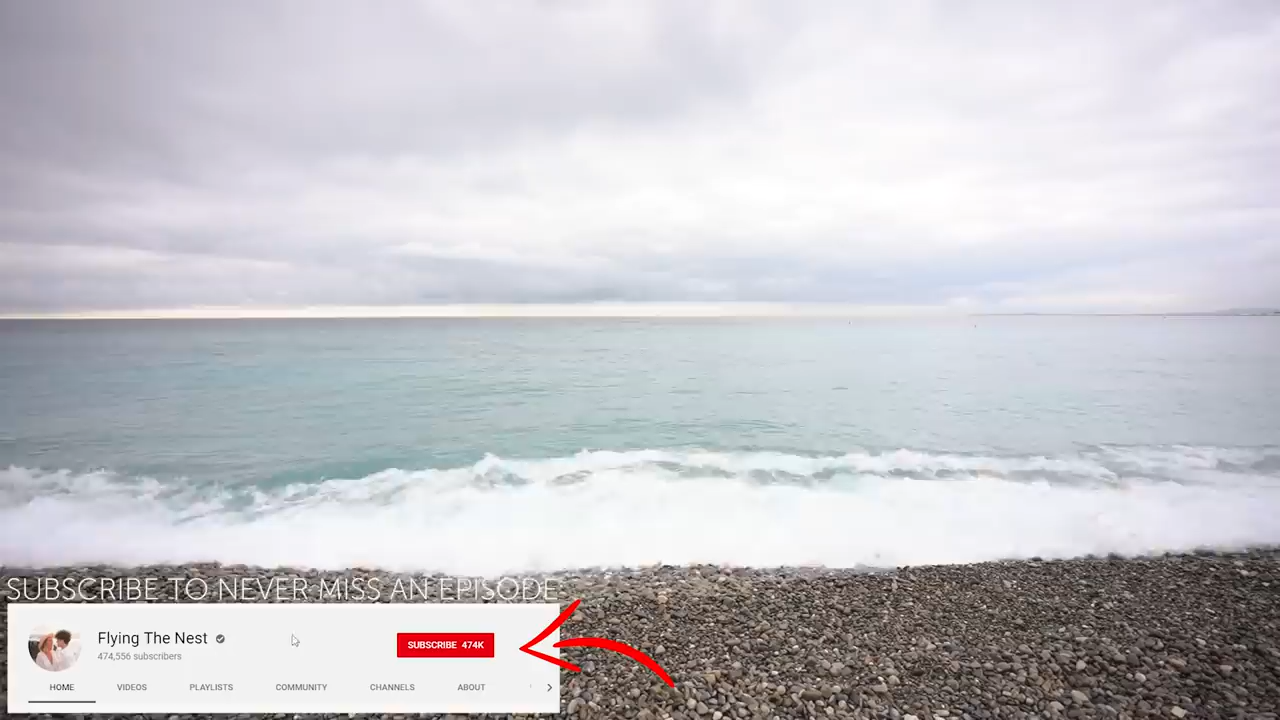 SUBSCRIBE TO NEVER MISS AN EPISODE
Flying The Nest
474,556 subscribers
SUBSCRIBE 474K
HOME VIDEOS PLAYLISTS COMMUNITY CHANNELS ABOUT